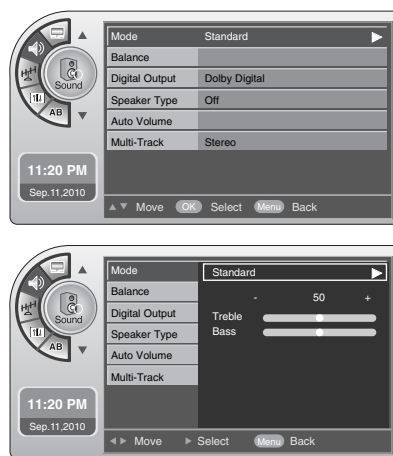 Mode Standard
Balance
Digital Output Dolby Digital
Speaker Type Off
Auto Volume
Multi-Track Stereo
Sound
AB
11:20 PM
Sep.11,2010
Move OK Select Menu Back
Mode Standard
Balance - 50 +
Digital Output Treble
Speaker Type Bass
Auto Volume
Multi-Track
Sound
AB
11:20 PM
Sep.11,2010
Move Select Menu Back